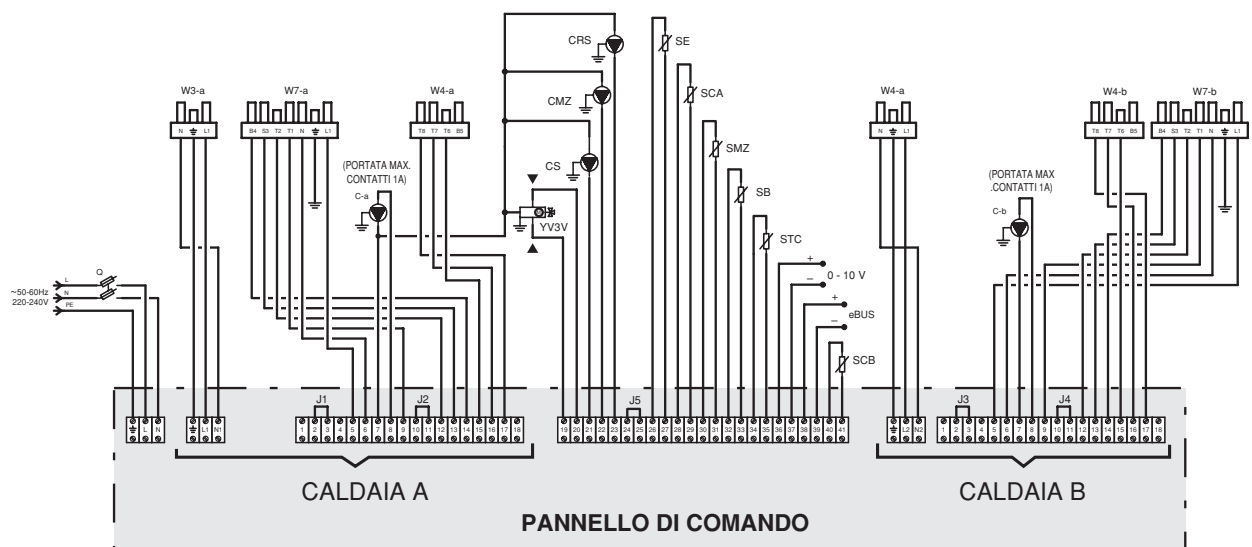 CRS SE
CMZ SCA
CS SMZ
W3-a W7-a W4-a W4-a W4-b W7-b
N L1 B4 S3 T2 T1 N L1 T8 T7 T6 B5 N L1 T8 T7 T6 B5 B4 S3 T2 T1 N L1
(PORTATA MAX.
CONTATTI 1A)
C-a
YV3V
SB
STC
(PORTATA MAX
.CONTATTI 1A)
C-b
+
0 - 10 V
–
+
eBUS
–
SCB
Q
~50-60Hz
220-240V
L
N
PE
J1 J2 J5 J3 J4
L N L1 N1 1 2 3 4 5 6 7 8 9 10 11 12 13 14 15 16 17 18 19 20 21 22 23 24 25 26 27 28 29 30 31 32 33 34 35 36 37 38 39 40 41 L2 N2 1 2 3 4 5 6 7 8 9 10 11 12 13 14 15 16 17 18
CALDAIA A CALDAIA B
PANNELLO DI COMANDO